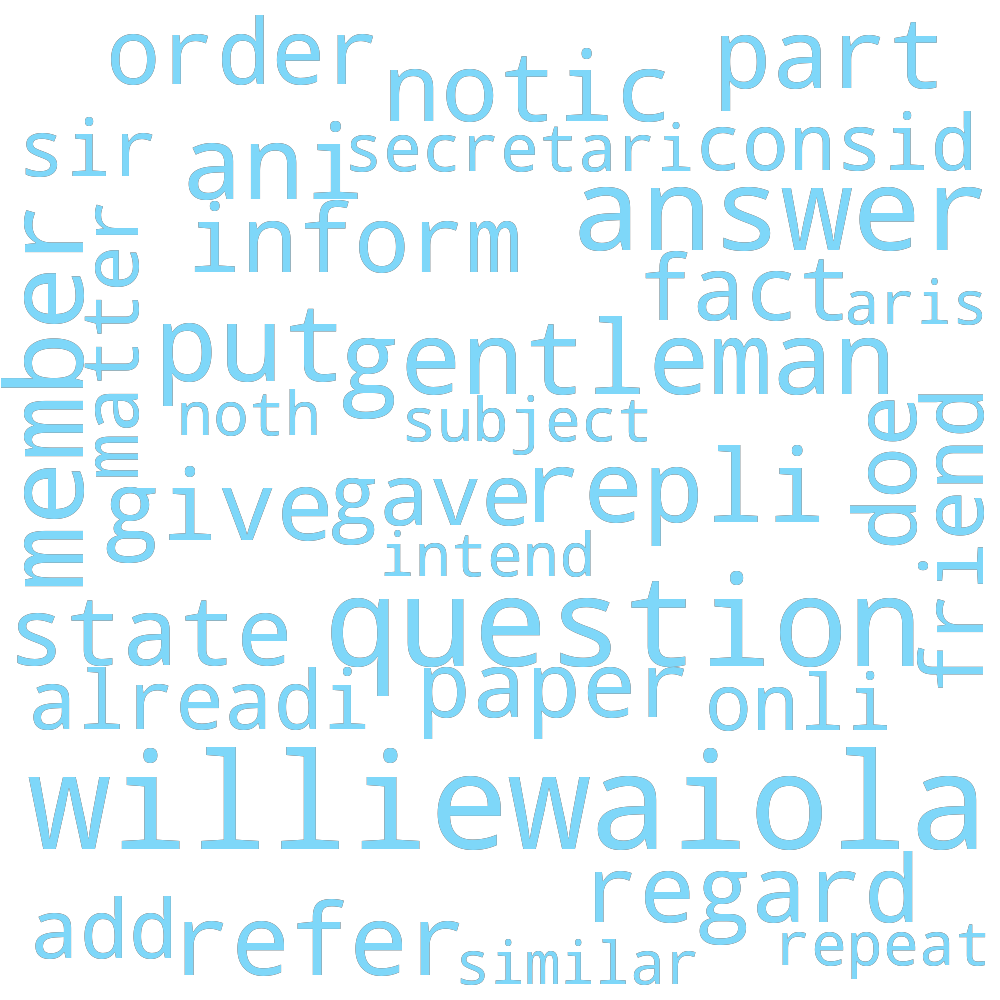 order
notic
part
sir
ani
secretari
consid
answer
inform
member
matter
fact
aris
put
gentleman
noth
subject
doe
friend
give
gave
repli
intend
state
question
alreadi
paper
onli
williewaiola
regard
add
refer
similar
repeat